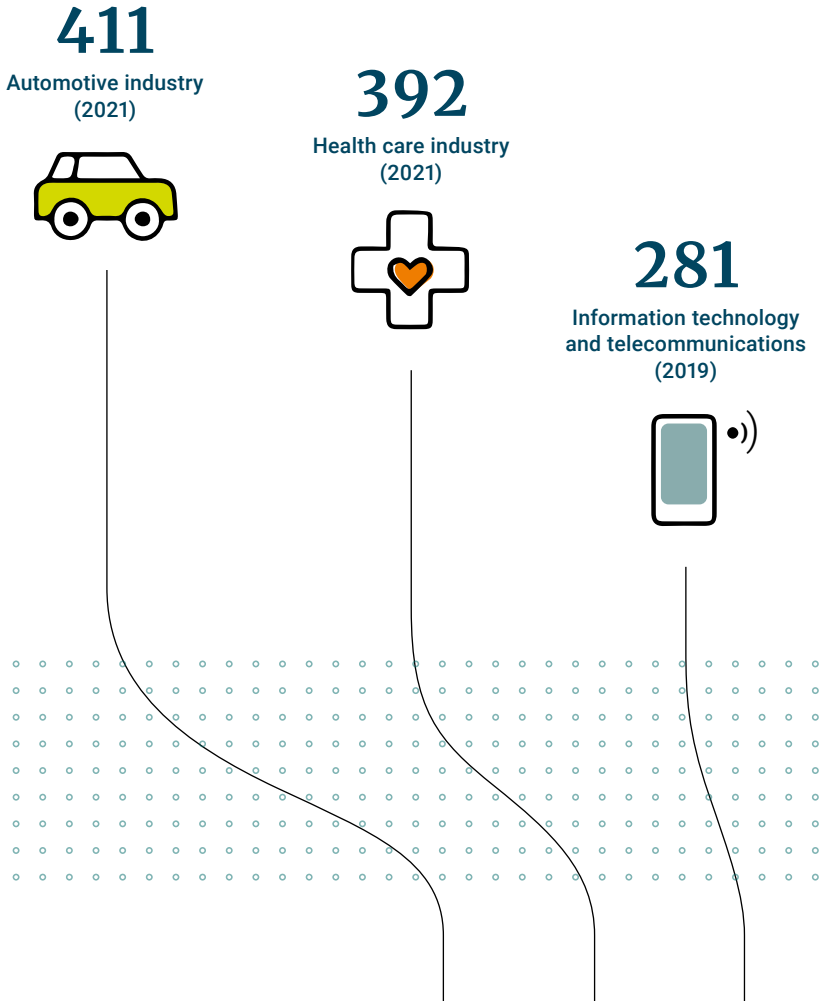 411
Automotive industry
(2021)
392
Health care industry
(2021)
281
Information technology
and telecommunications
(2019)